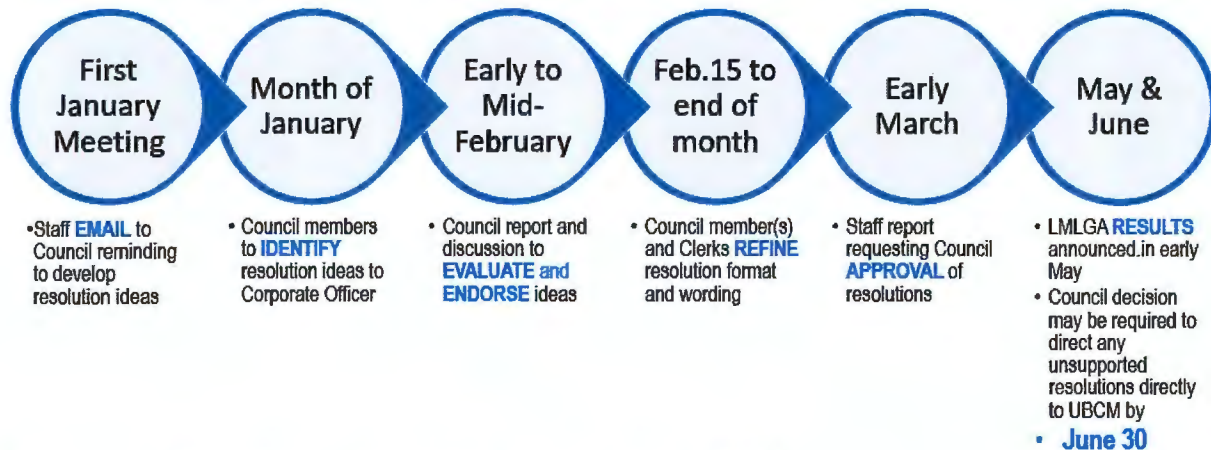 First
January
Meeting
•Staff EMAIL to
Council reminding
to develop
resolution ideas
Month of
January
• Council members
to IDENTIFY
resolution ideas to
Corporate Officer
Early to
Mid-
February
• Council report and
discussion to
EVALUATE and
ENDORSE ideas
Feb.15 to
end of
month
• Council member(s)
and Clerks REFINE
resolution format
and wording
Early
March
• Staff report
requesting Council
APPROVAL of
resolutions
May &
June
• LMLGA RESULTS
announced.in early
May
• Council decision
may be required to
direct any
unsupported
resolutions directly
to UBCM by
• June 30